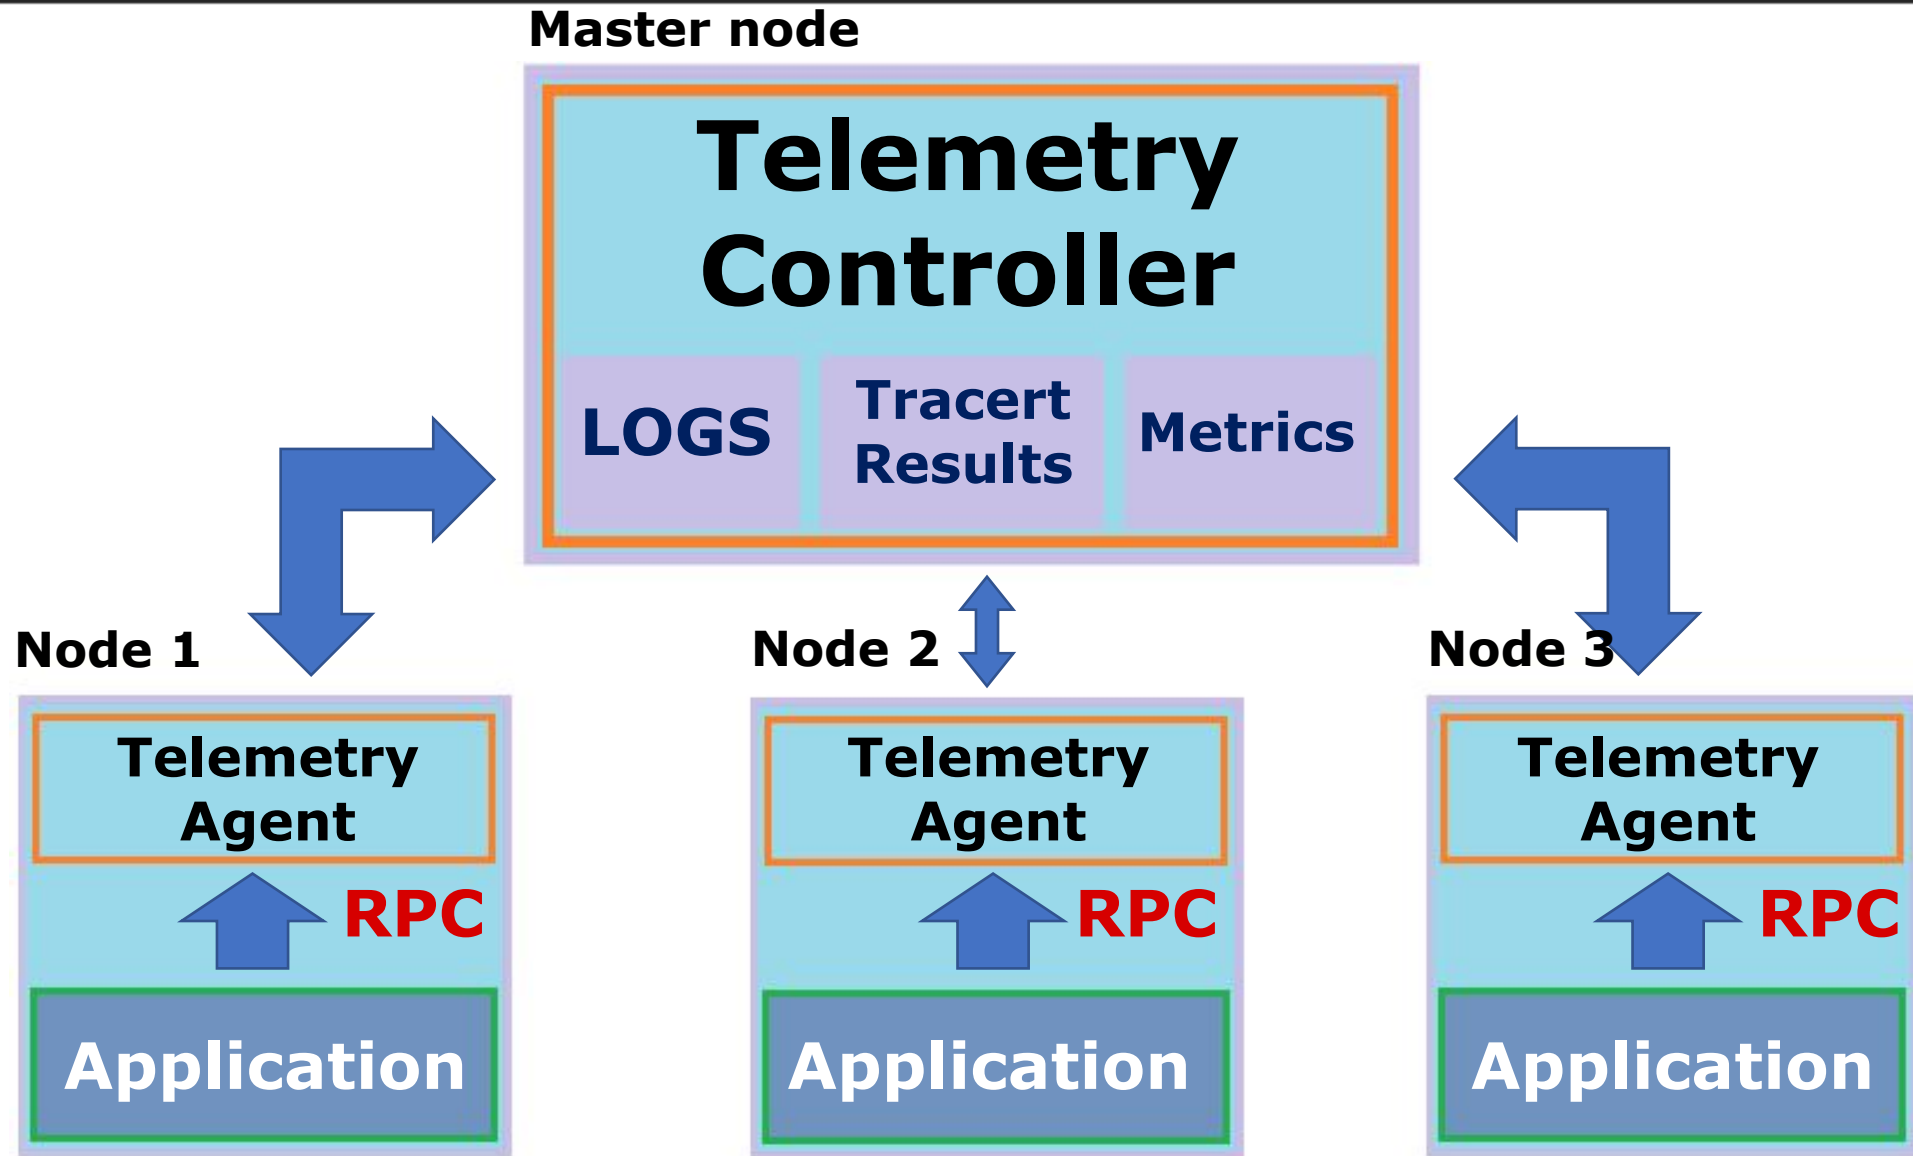 Master node
Telemetry
Controller
LOGS
Tracert
Results
Metrics
Node 1
Node 2
Node 3
Telemetry
Agent
Telemetry
Agent
Telemetry
Agent
RPC
RPC
RPC
Application
Application
Application